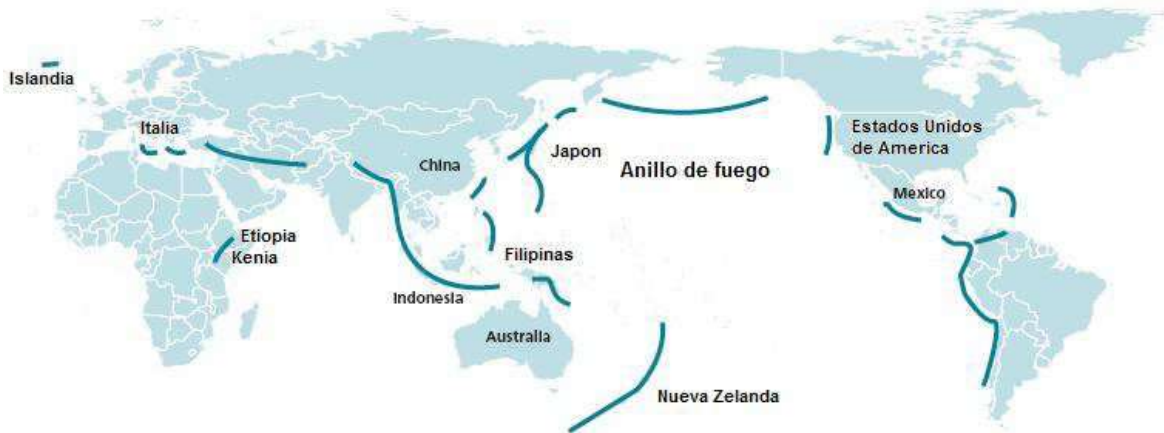 Islandia
Italia
China
Japon
Anillo de fuego
Estados Unidos
de America
Mexico
Etiopia
Kenia
Filipinas
Indonesia
Australia
Nueva Zelanda